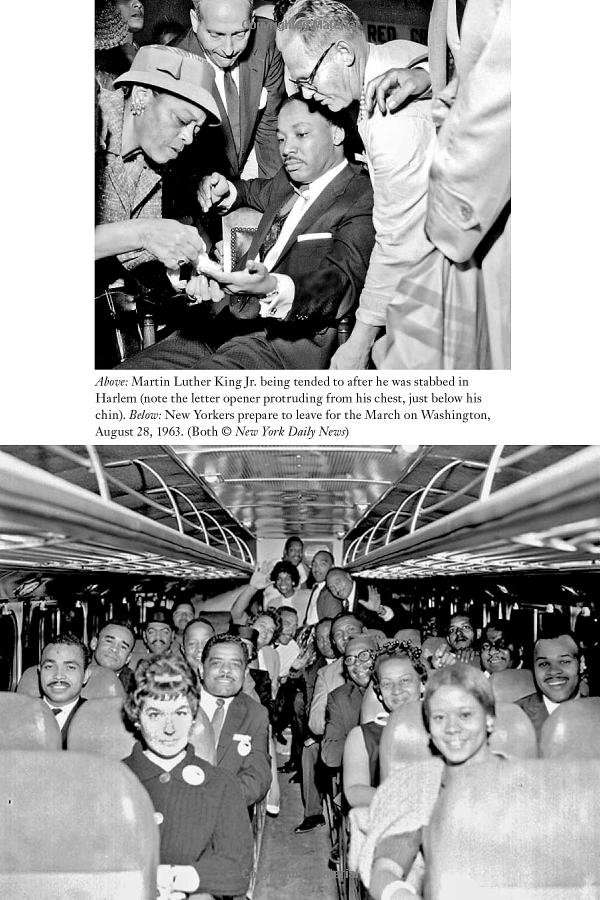 RED
Above: Martin Luther King Jr. being tended to after he was stabbed in
Harlem (note the letter opener protruding from his chest, just below his
chin). Below: New Yorkers prepare to leave for the March on Washington,
August 28, 1963. (Both © New York Daily News)